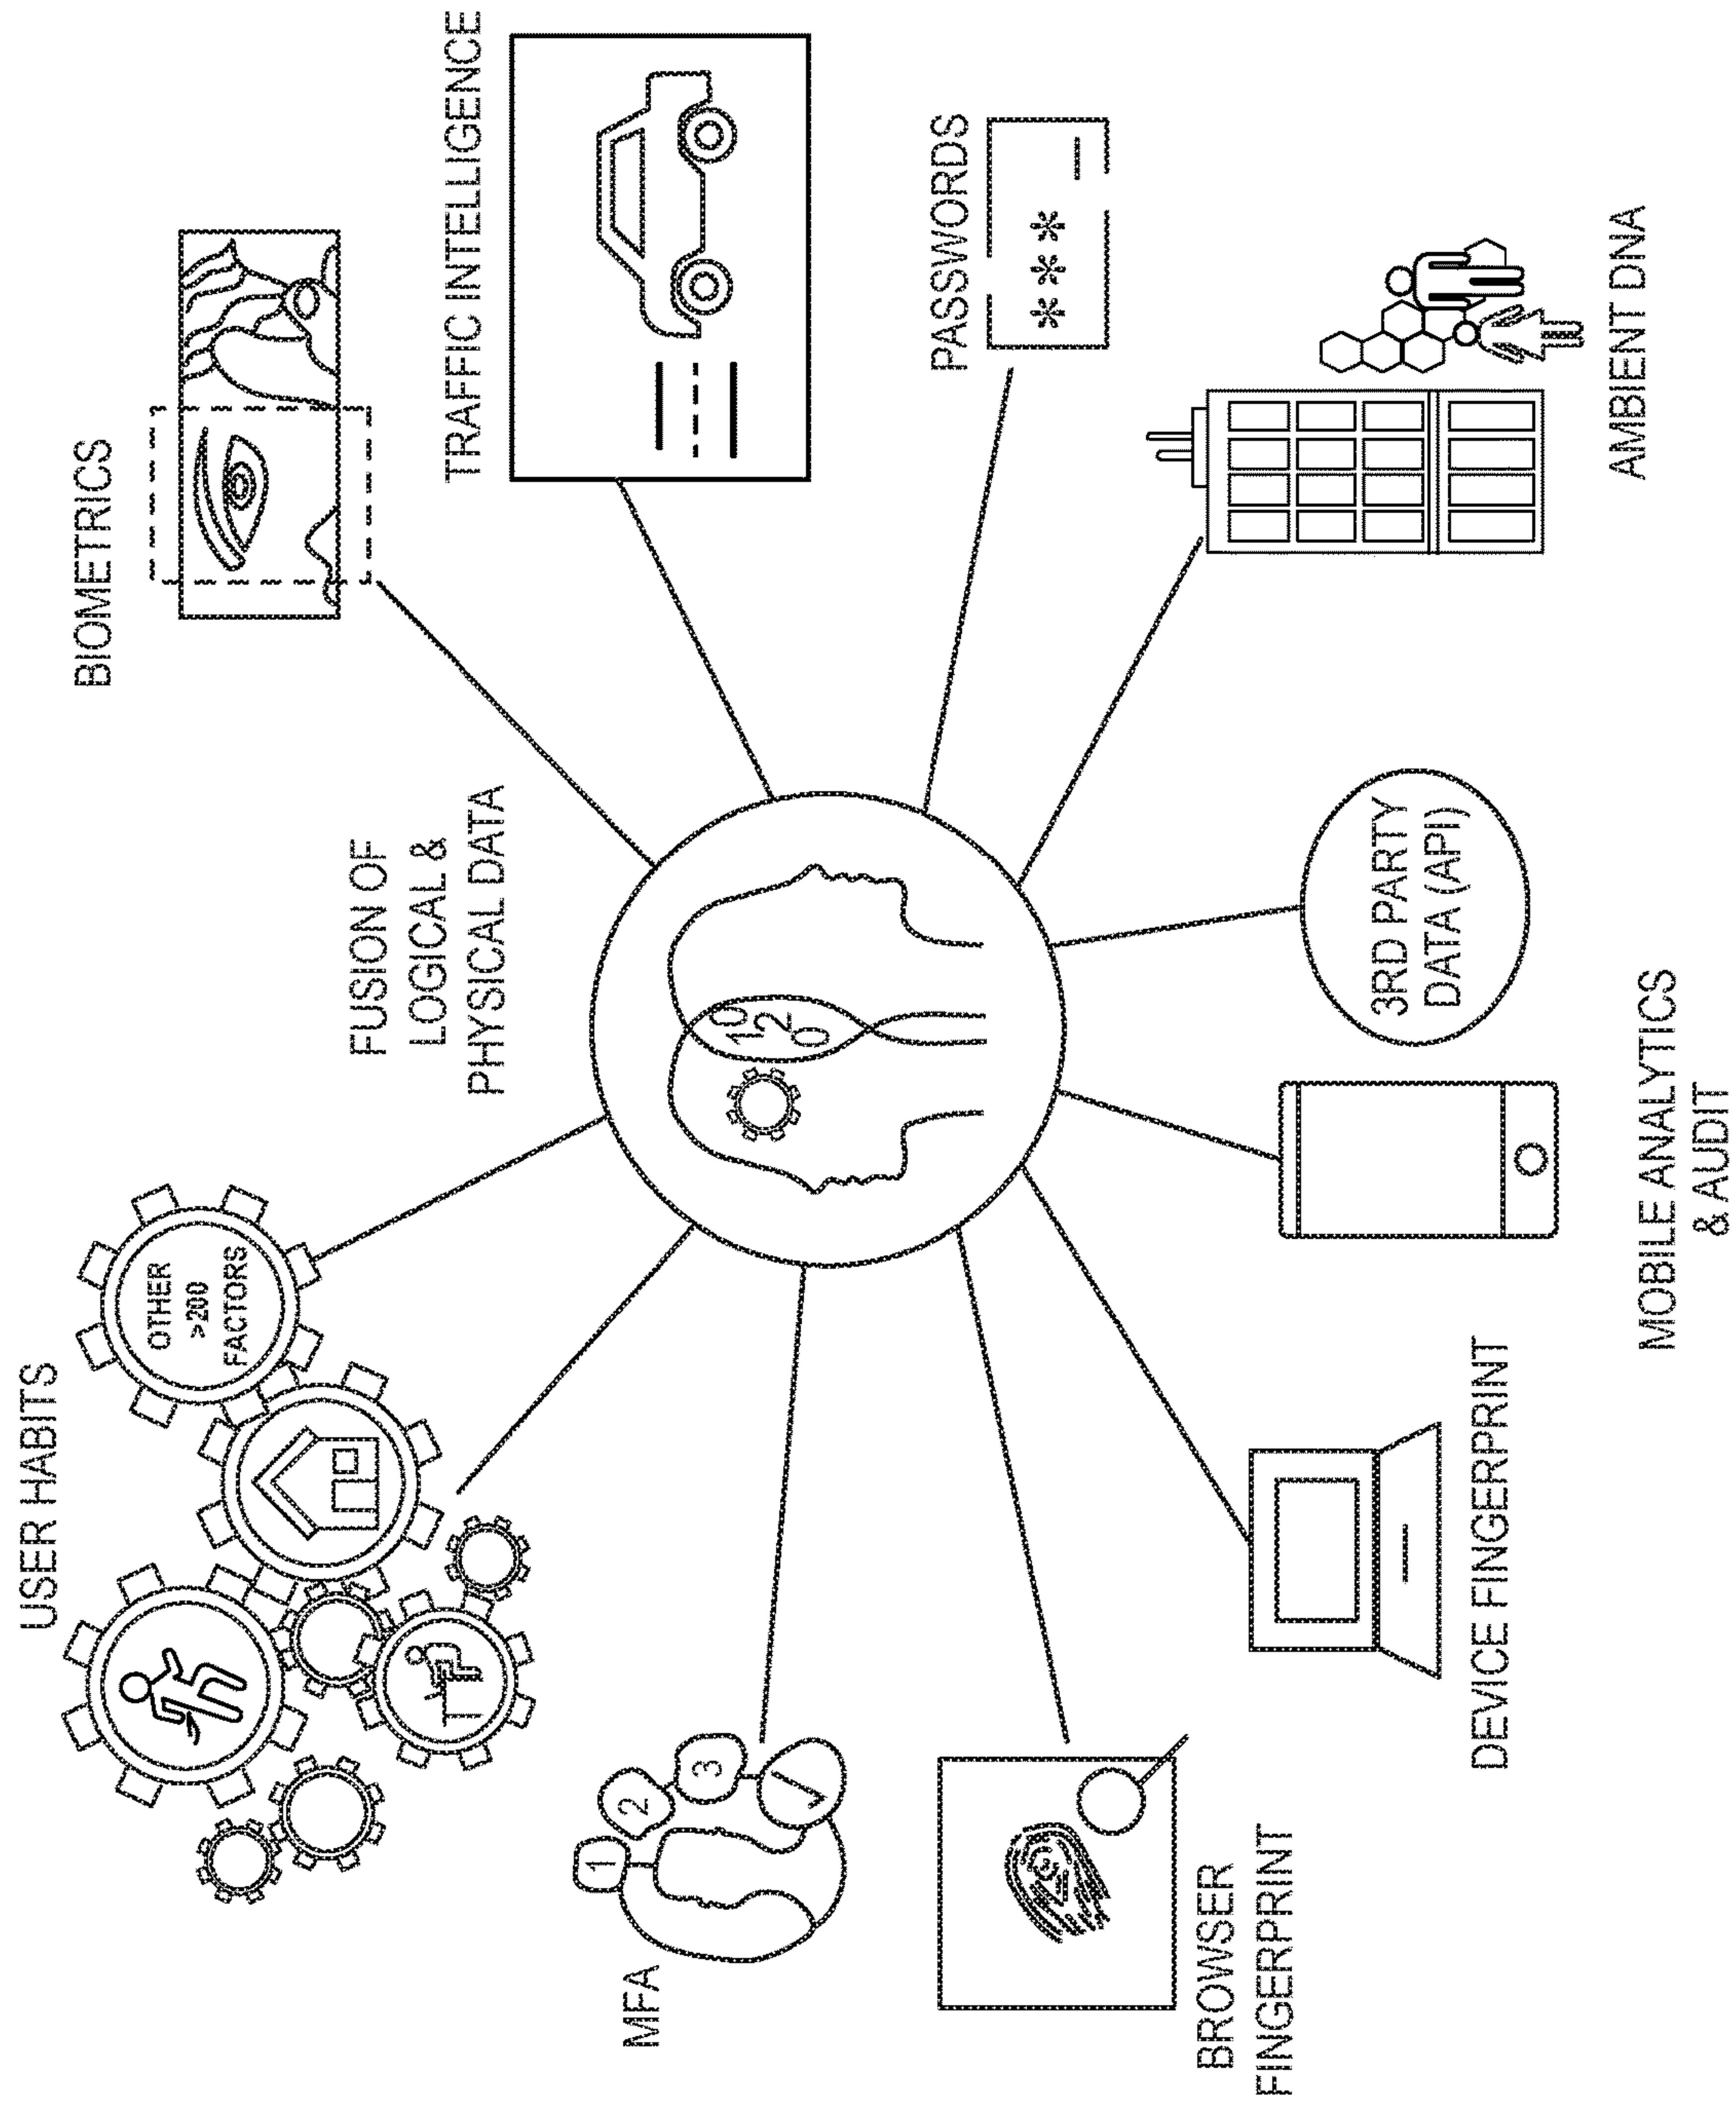 USER HABITS
OTHER
>200
FACTORS
BIOMETRICS
FUSION OF
LOGICAL &
PHYSICAL DATA
TRAFFIC INTELLIGENCE
MFA
1
2
3
10
12
0
PASSWORDS
***_
BROWSER
FINGERPRINT
DEVICE FINGERPRINT
MOBILE ANALYTICS
& AUDIT
3RD PARTY
DATA (API)
AMBIENT DNA